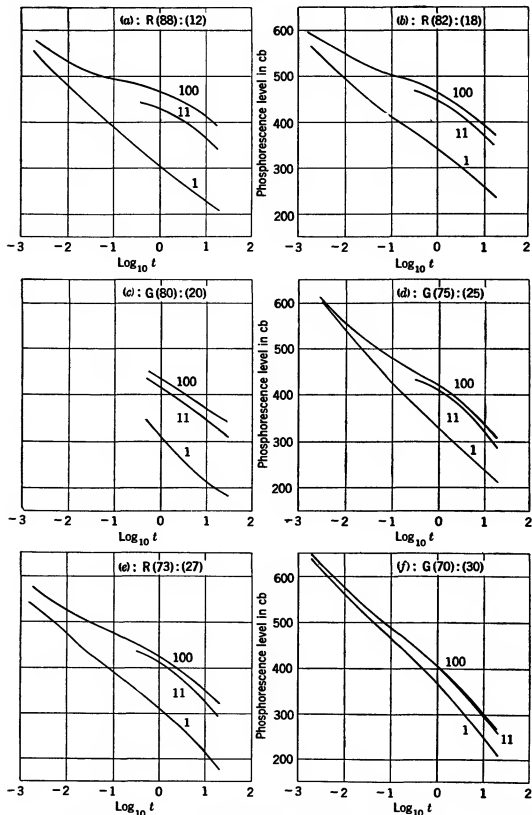 (a): R (88):(12)
100
11
1
−3 −2 −1 0 1 2
Log10 t
Phosphorescence level in cb
600
500
400
300
200
(b): R (82):(18)
100
11
1
−3 −2 −1 0 1 2
Log10 t
(c): G(80):(20)
100
11
1
−3 −2 −1 0 1 2
Log10 t
Phosphorescence level in cb
600
500
400
300
200
(d): G(75):(25)
100
11
1
−3 −2 −1 0 1 2
Log10 t
(e): R(73):(27)
100
11
1
−3 −2 −1 0 1 2
Log10 t
Phosphorescence level in cb
600
500
400
300
200
(f): G(70):(30)
100
1
11
−3 −2 −1 0 1 2
Log10 t